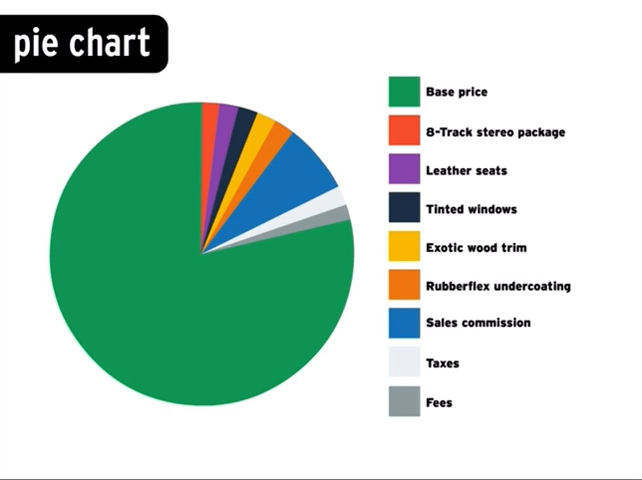 pie chart
Base price
8-Track stereo package
Leather seats
Tinted windows
Exotic wood trim
Rubberflex undercoating
Sales commission
Taxes
Fees